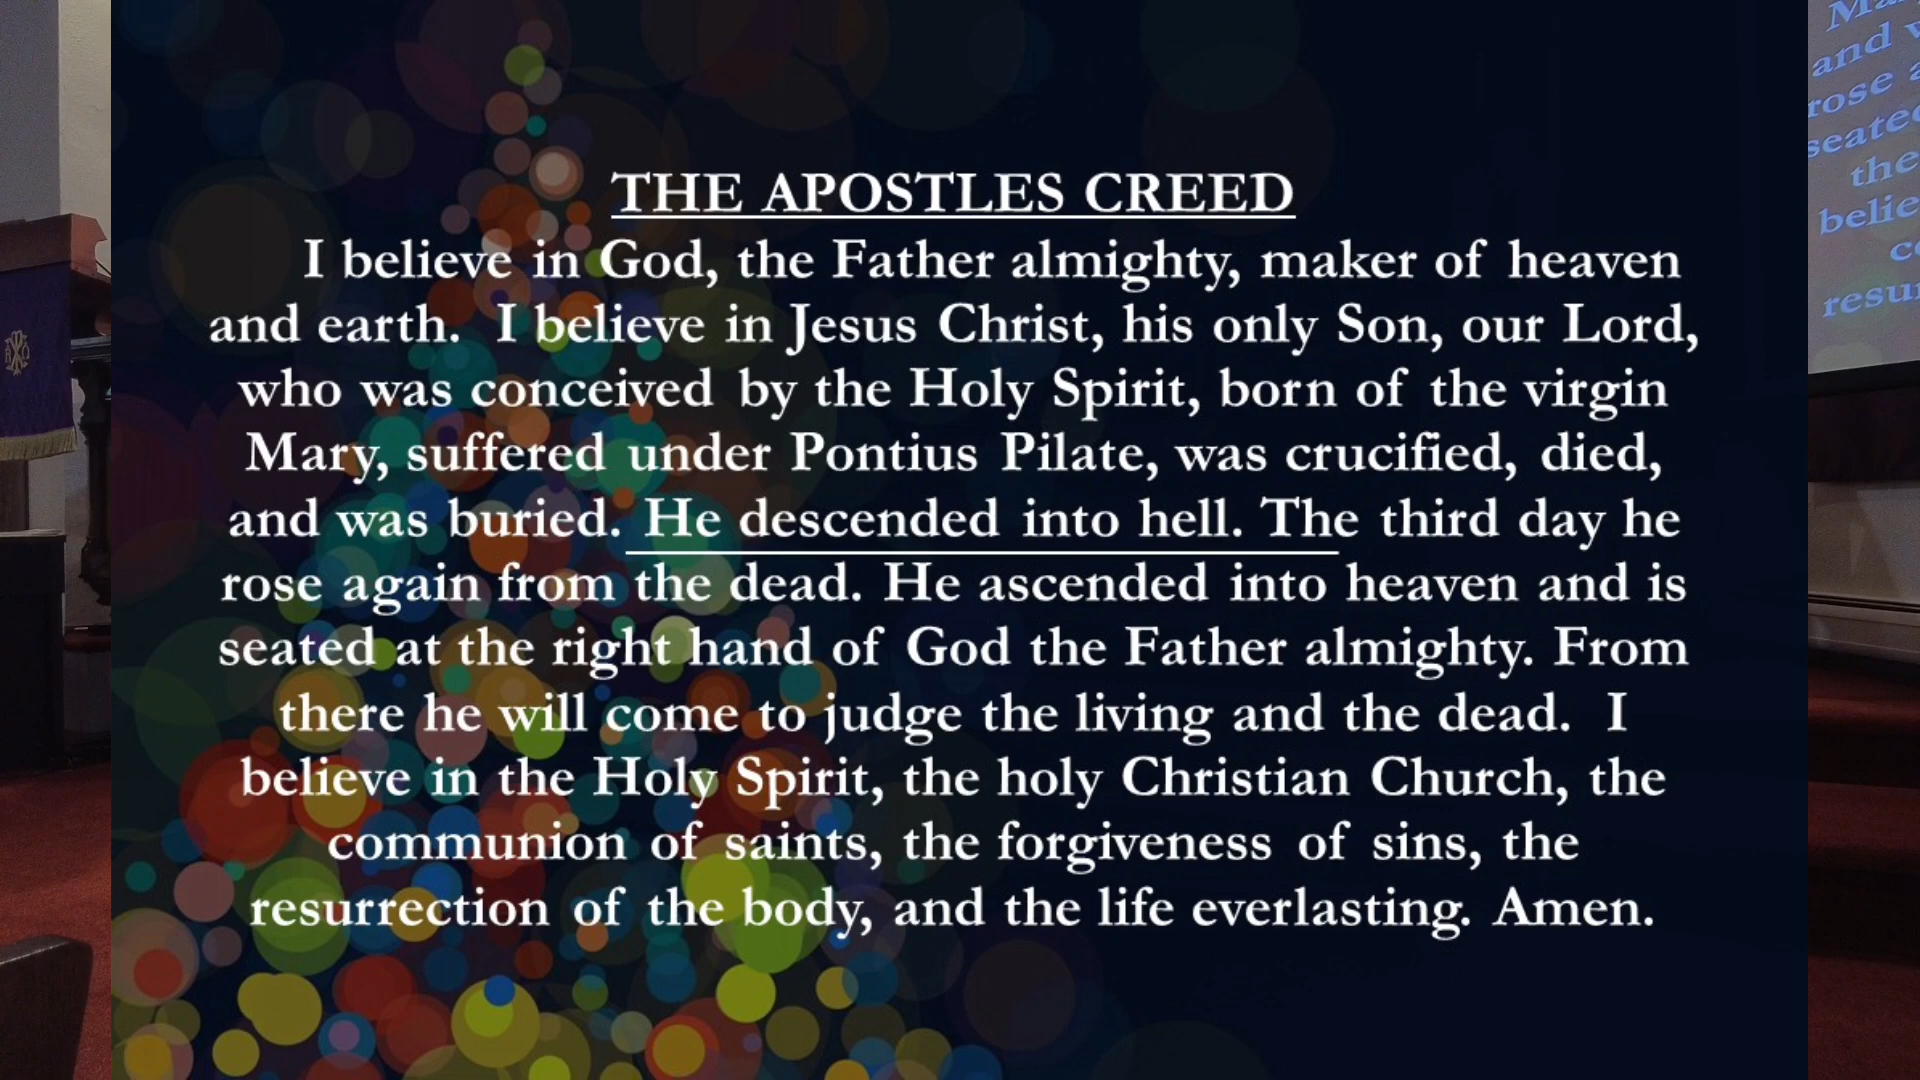 THE APOSTLES CREED
I believe in God, the Father almighty, maker of heaven
and earth. I believe in Jesus Christ, his only Son, our Lord,
who was conceived by the Holy Spirit, born of the virgin
Mary, suffered under Pontius Pilate, was crucified, died,
and was buried. He descended into hell. The third day he
rose again from the dead. He ascended into heaven and is
seated at the right hand of God the Father almighty. From
there he will come to judge the living and the dead. I
believe in the Holy Spirit, the holy Christian Church, the
communion of saints, the forgiveness of sins, the
resurrection of the body, and the life everlasting. Amen.
and
rose
the